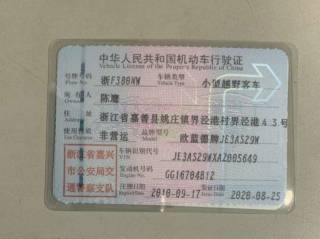 中华人民共和国机动车行驶证
Vehicle License of the People's Republic of China
号牌号码 浙F380NW 车辆类型 小型越野客车
Plate No. Vehicle Type
所有人
Owner
住址 浙江省嘉善县姚庄镇界泾港村界泾港43号
Address
使用性质 非营运 品牌型号 欧蓝德牌JE3A529W
Use Character Model
浙江省嘉兴 车辆识别代号 JE3A529WXAZ005649
VIN
市公安局交 发动机号码 GG16704812
Engine No.
通警察支队 注册日期 2010-09-17 发证日期 2020-08-25
Register Date Issue Date